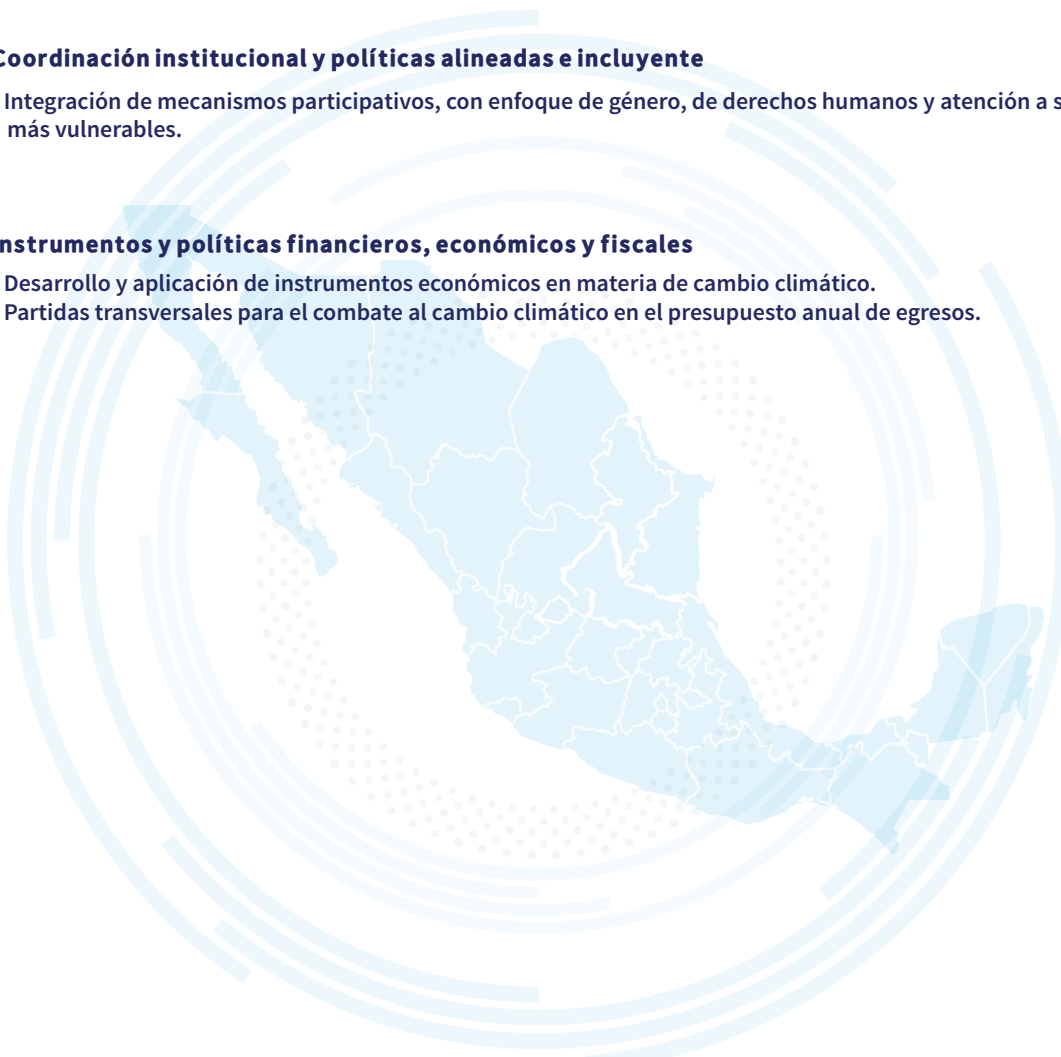 Coordinación institucional y políticas alineadas e incluyente
Integración de mecanismos participativos, con enfoque de género, de derechos humanos y atención a
más vulnerables.
Instrumentos y políticas financieros, económicos y fiscales
Desarrollo y aplicación de instrumentos económicos en materia de cambio climático.
Partidas transversales para el combate al cambio climático en el presupuesto anual de egresos.